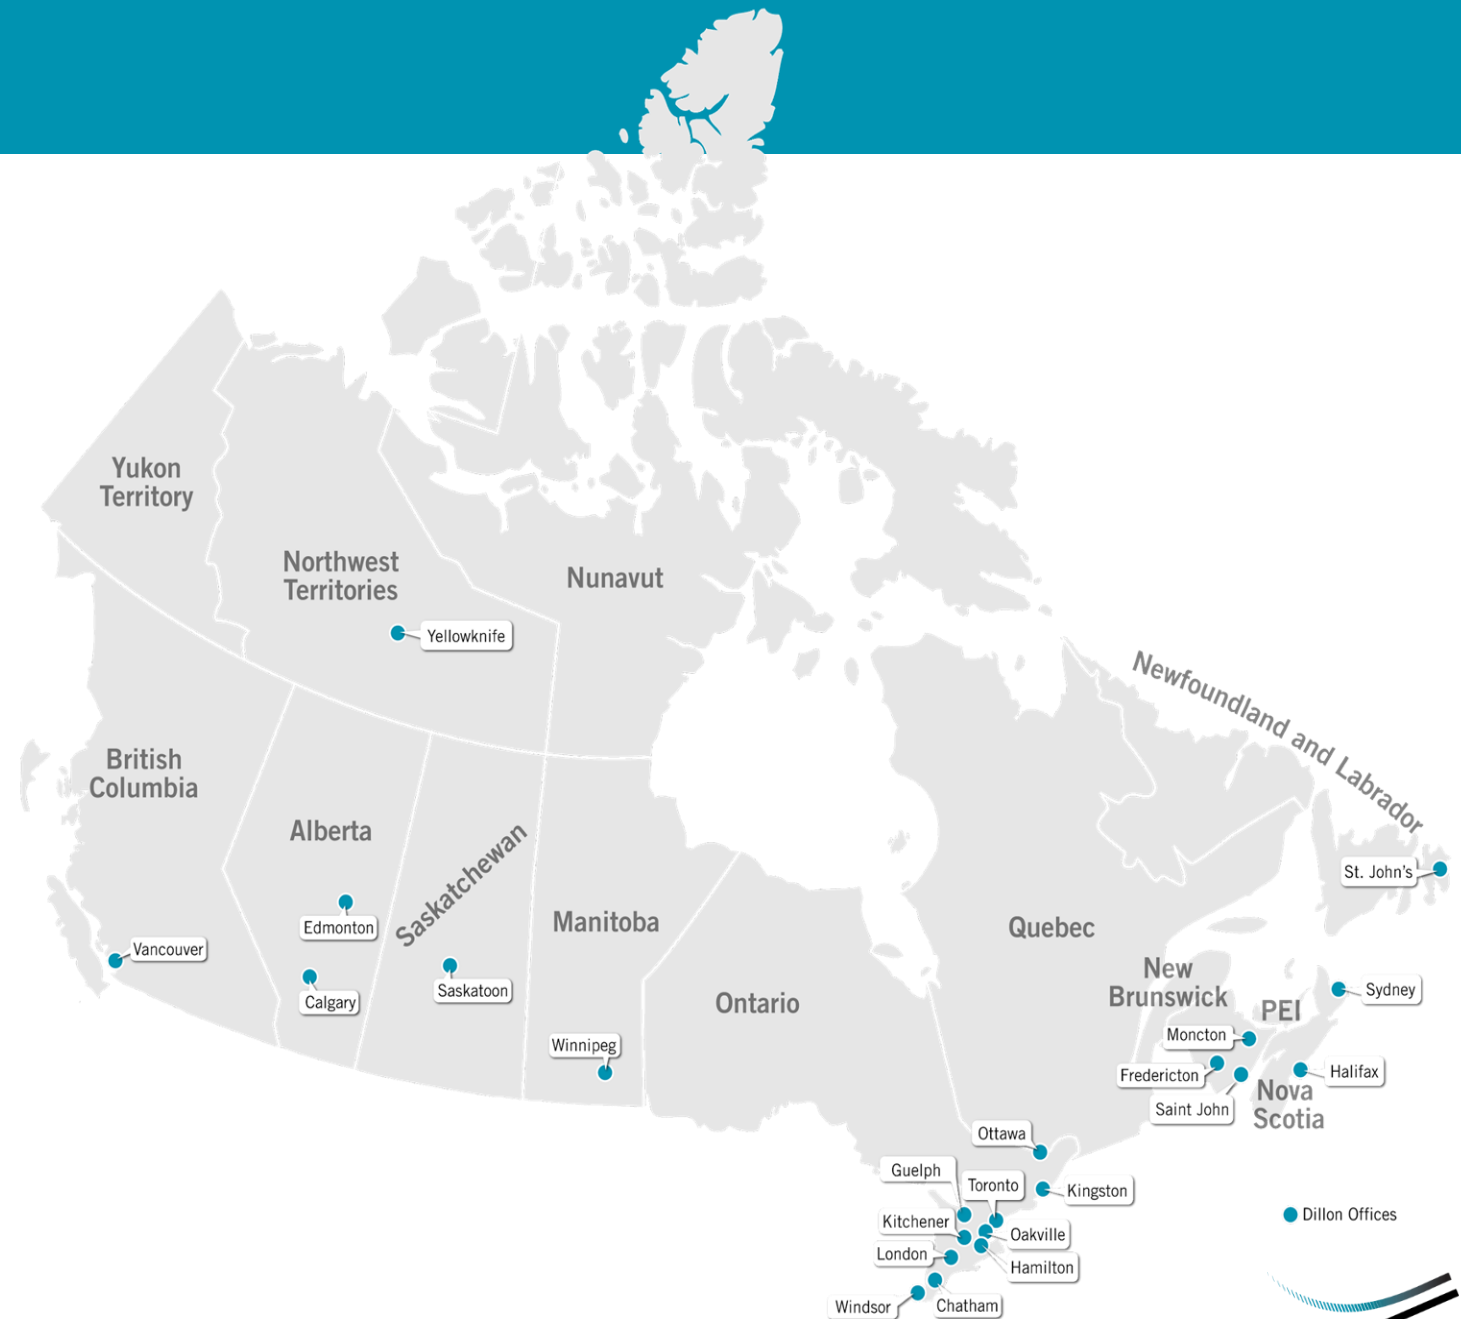 Yukon
Territory
Northwest
Territories
Nunavut
Yellowknife
Newfoundland and Labrador
British
Columbia
Alberta
Saskatchewan
Manitoba
Ontario
Quebec
St. John's
Edmonton
Vancouver
Calgary
Saskatoon
Winnipeg
New
Brunswick
PEI
Sydney
Moncton
Fredericton
Halifax
Saint John
Nova
Scotia
Ottawa
Guelph
Toronto
Kingston
Kitchener
Oakville
London
Hamilton
Windsor
Chatham
Dillon Offices